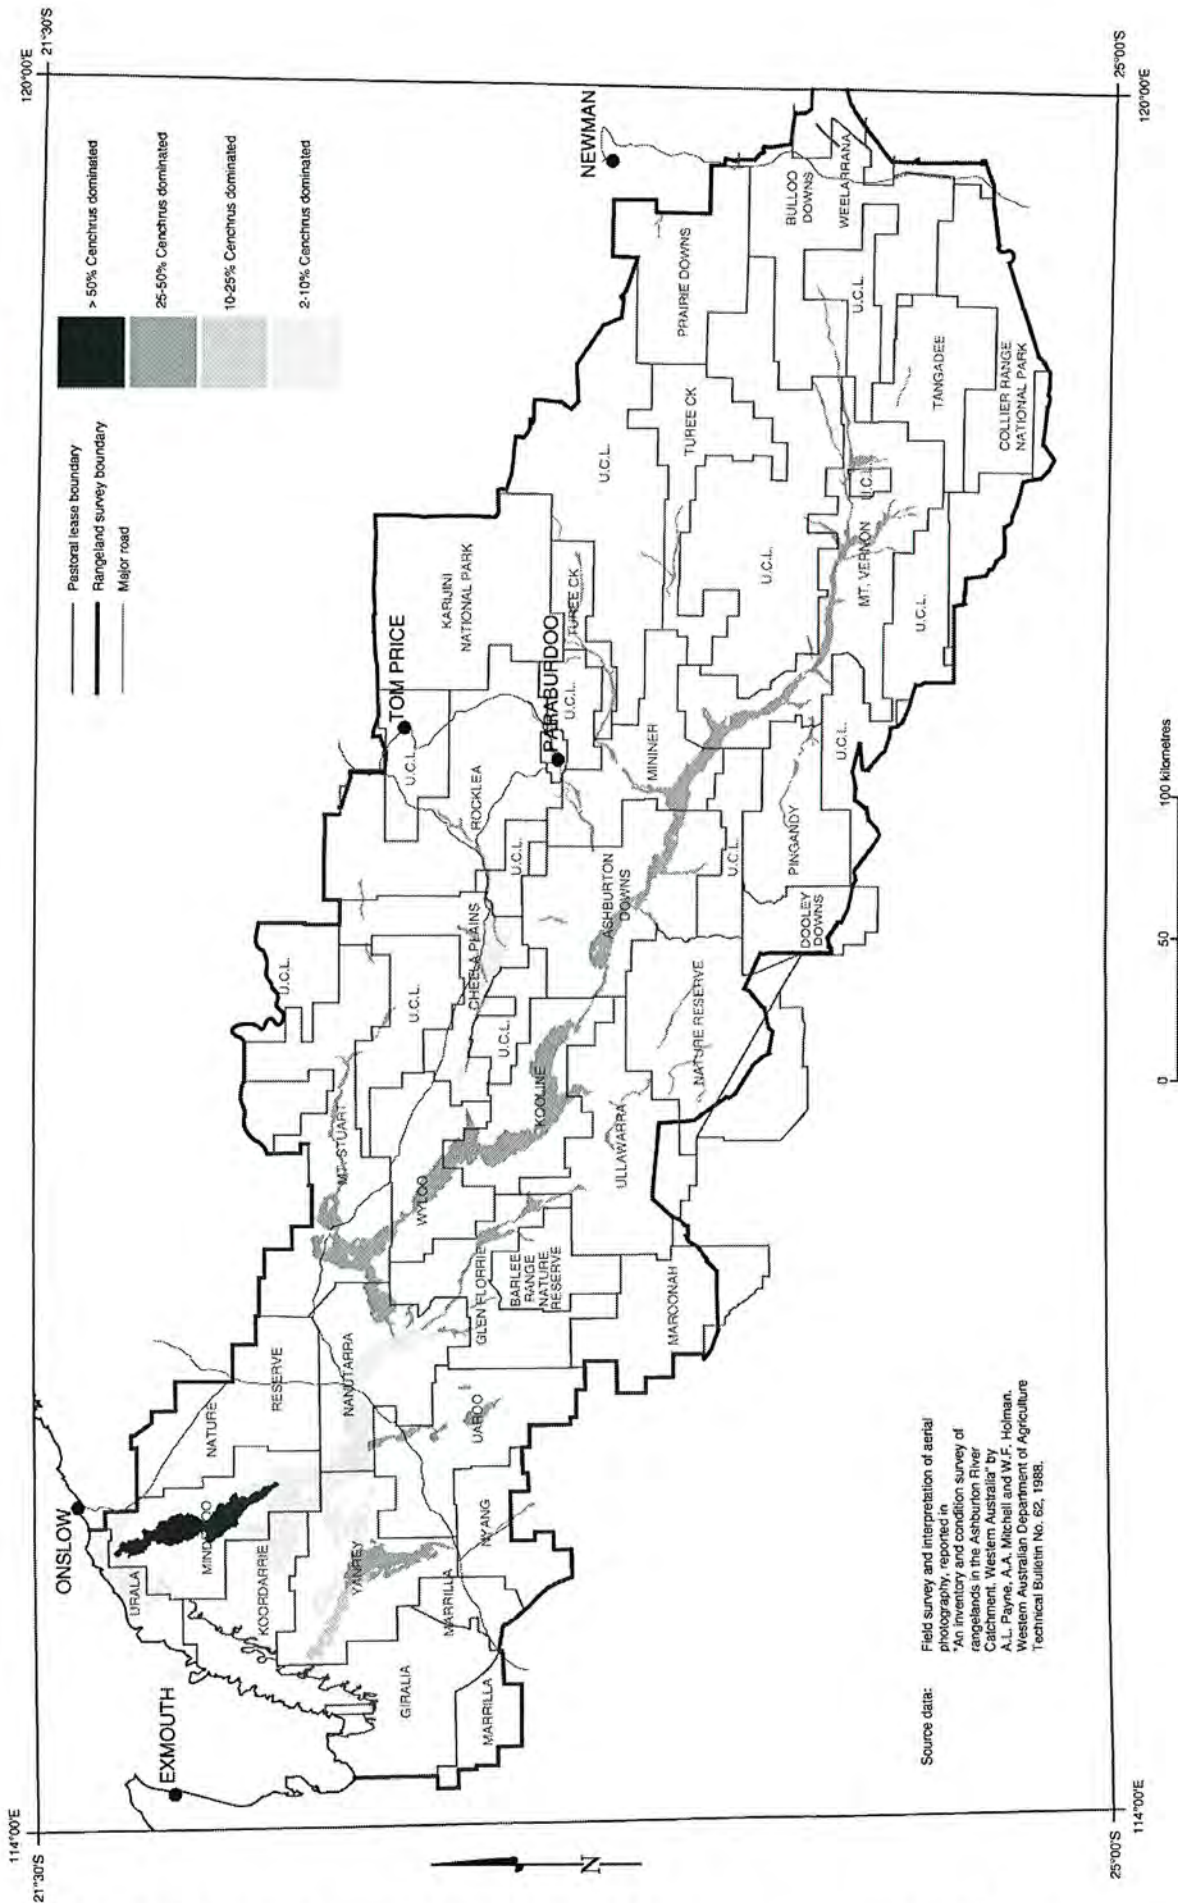 114°00'E
120°00'E
21°30'S
21°30'S
ONSLOW
EXMOUTH
TOM PRICE
PARABURDOO
NEWMAN
Pastoral lease boundary
Rangeland survey boundary
Major road
> 50% Cenchrus dominated
25-50% Cenchrus dominated
10-25% Cenchrus dominated
2-10% Cenchrus dominated
URALA
KOORDARRIE
YANREY
GIRALIA
MARRILLA
MARRILLA
NYANG
NATURE
RESERVE
NANUTARRA
UAROO
MT. STUART
WYLOO
GLEN FLORRIE
BARLEE
RANGE
NATURE
RESERVE
MAROONAH
ULLAWARRA
KOOLINE
U.C.L.
U.C.L.
U.C.L.
CHEELA PLAINS
U.C.L.
ROCKLEA
U.C.L.
KARIJINI
NATIONAL PARK
TUREE CK
U.C.L.
ASHBURTON
DOWNS
MININER
NATURE RESERVE
DOOLEY
DOWNS
U.C.L.
PINGANDY
U.C.L.
U.C.L.
U.C.L.
TUREE CK
PRAIRIE DOWNS
MT. VERNON
U.C.L.
U.C.L.
U.C.L.
BULLOO
DOWNS
WEELARRANA
TANGADEE
COLLIER RANGE
NATIONAL PARK
Source data:
Field survey and interpretation of aerial
photography, reported in
"An inventory and condition survey of
rangelands in the Ashburton River
Catchment, Western Australia" by
A.L. Payne, A.A. Mitchell and W.F. Holman.
Western Australian Department of Agriculture
Technical Bulletin No. 62, 1988.
N
0
50
100 kilometres
25°00'S
25°00'S
114°00'E
120°00'E